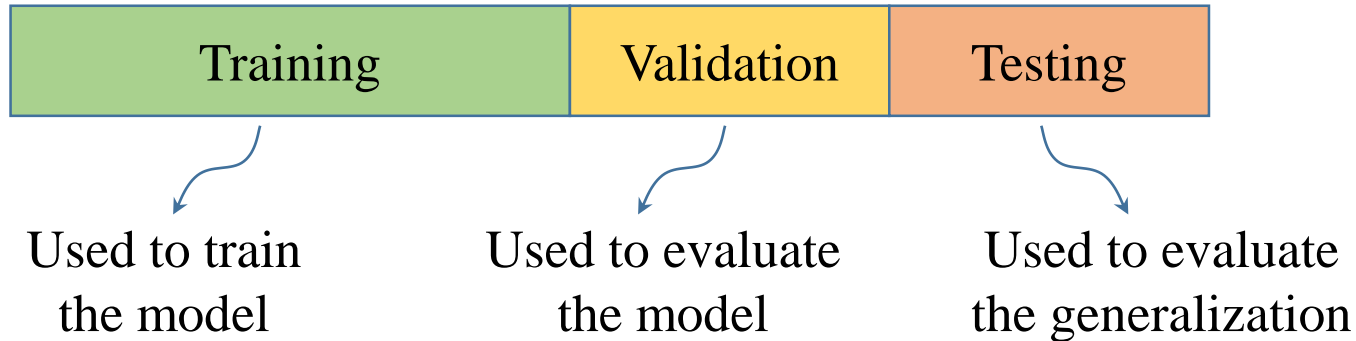 Training
Validation
Testing
Used to train
the model
Used to evaluate
the model
Used to evaluate
the generalization